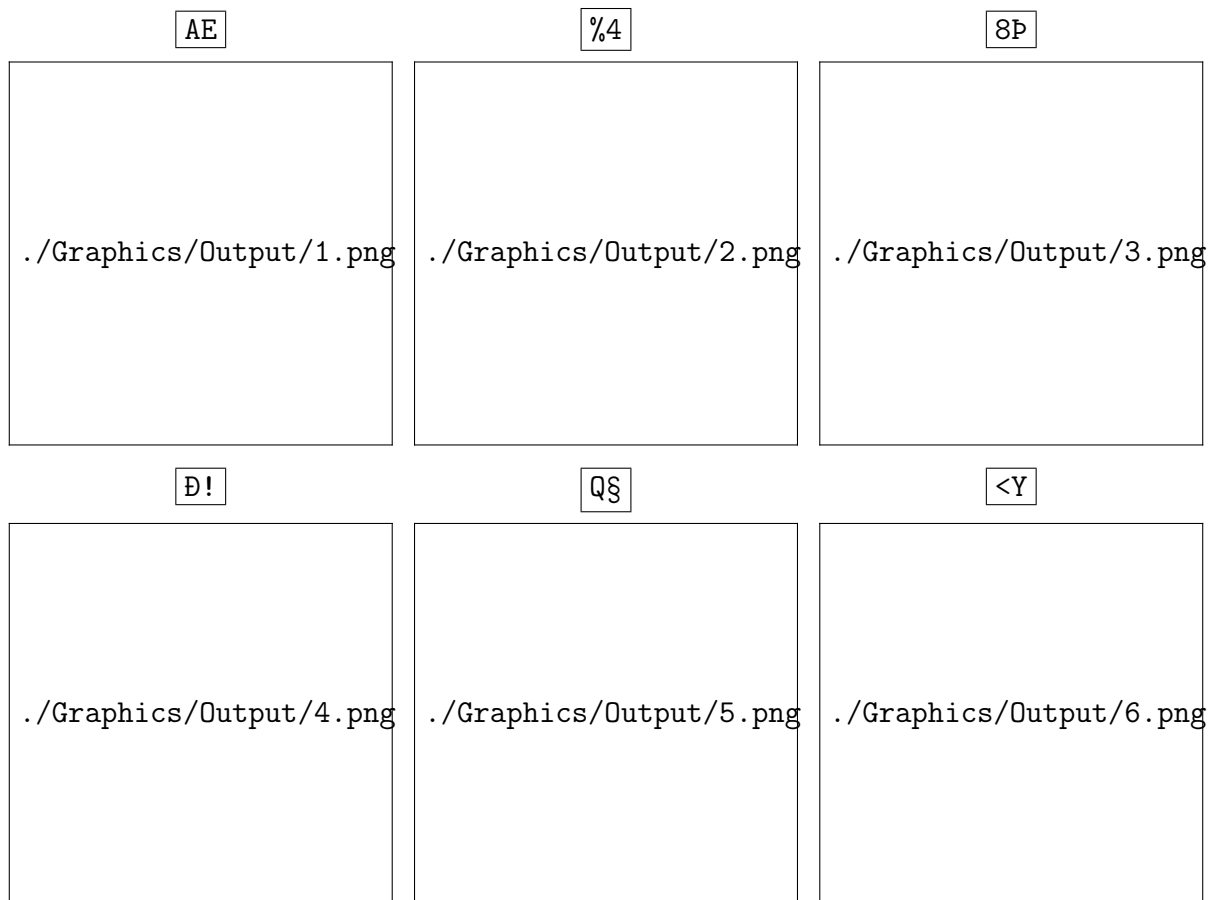 AE %4 8Þ
./Graphics/Output/1.png ./Graphics/Output/2.png ./Graphics/Output/3.png
Ð! Q§ <Y
./Graphics/Output/4.png ./Graphics/Output/5.png ./Graphics/Output/6.png